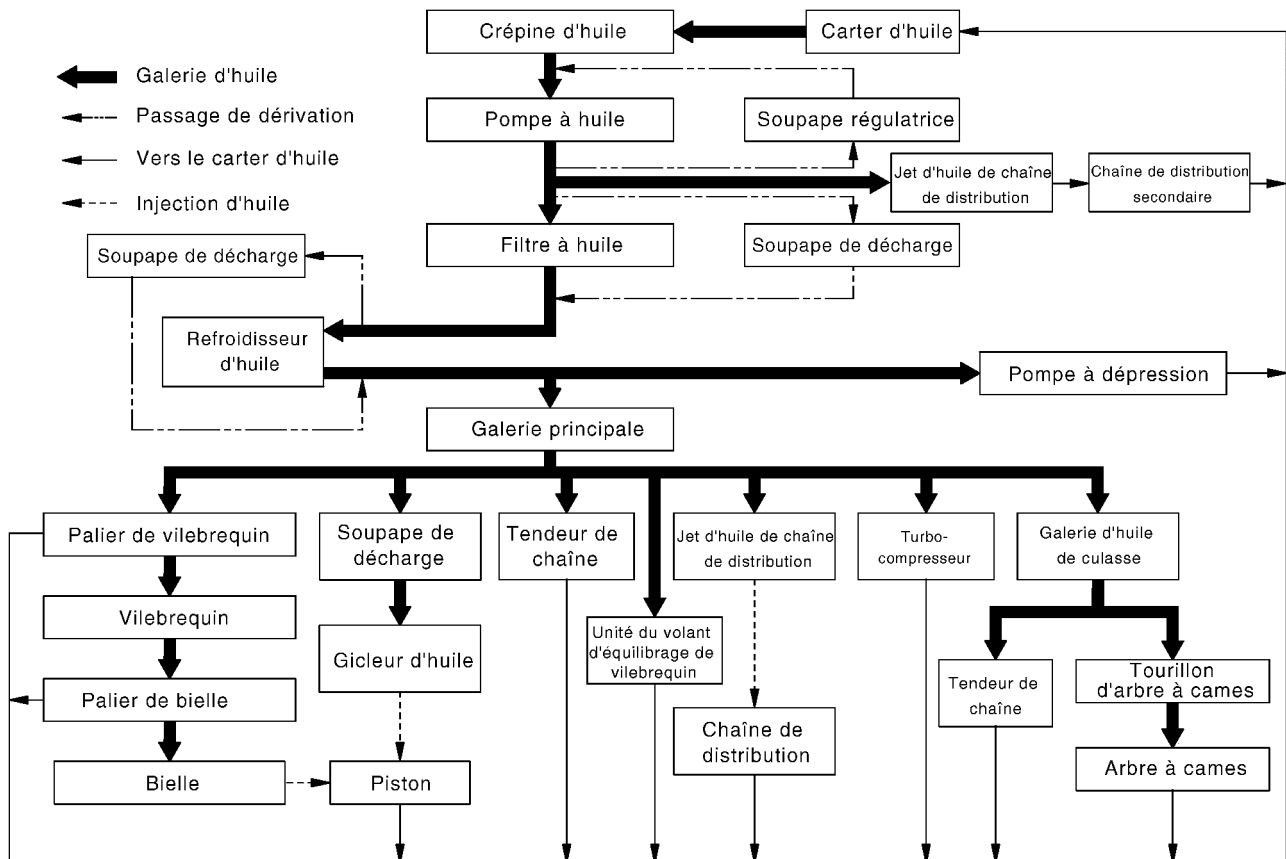 Crépine d'huile
Carter d'huile
Galerie d'huile
Passage de dérivation
Vers le carter d'huile
Injection d'huile
Pompe à huile
Soupape régulatrice
Jet d'huile de chaîne
de distribution
Chaîne de distribution
secondaire
Filtre à huile
Soupape de décharge
Soupape de décharge
Refroidisseur
d'huile
Pompe à dépression
Galerie principale
Palier de vilebrequin
Soupape de
décharge
Tendeur de
chaîne
Jet d'huile de chaîne
de distribution
Turbo-
compresseur
Galerie d'huile
de culasse
Vilebrequin
Gicleur d'huile
Unité du volant
d'équilibrage de
vilebrequin
Tendeur de
chaîne
Tourillon
d'arbre à cames
Palier de bielle
Chaîne de
distribution
Bielle
Piston
Arbre à cames